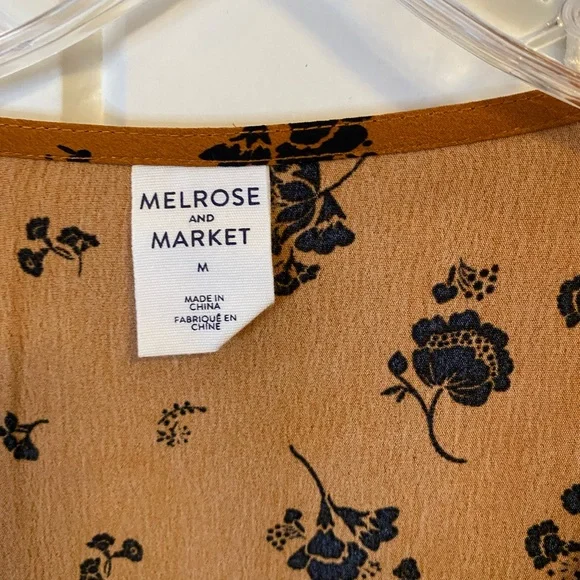 MELROSE
AND
MARKET
M
MADE IN
CHINA
FABRIQUÉ EN
CHINE